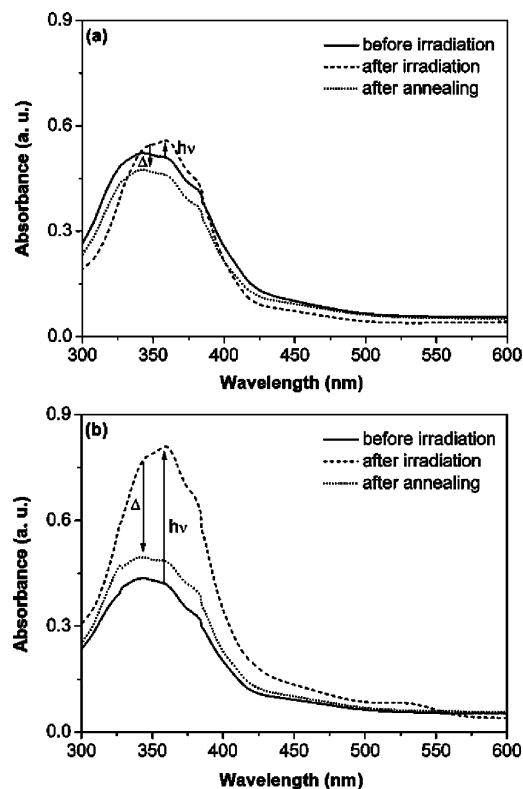 (a)
before irradiation
after irradiation
after annealing
Absorbance (a. u.)
0.9
0.6
0.3
0.0
Δ
hν
300 350 400 450 500 550 600
Wavelength (nm)
(b)
before irradiation
after irradiation
after annealing
Absorbance (a. u.)
0.9
0.6
0.3
0.0
Δ
hν
300 350 400 450 500 550 600
Wavelength (nm)